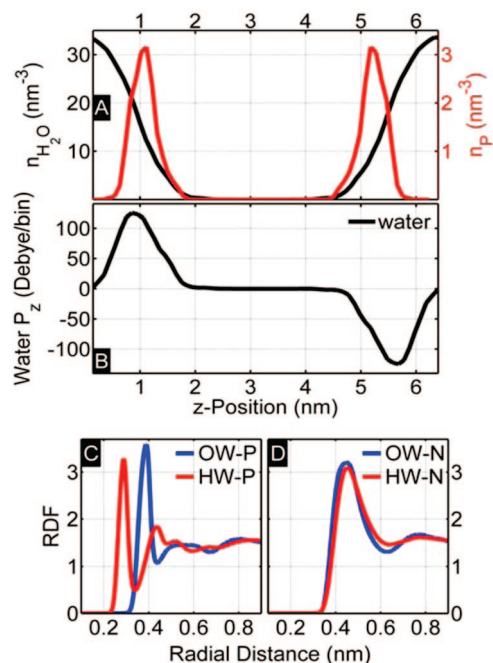 1 2 3 4 5 6
30
20
10
n_H₂O (nm⁻³)
A
3
2
1
n_P (nm⁻³)
100
50
0
-50
-100
Water P_z (Debye/bin)
water
B
1 2 3 4 5 6
z-Position (nm)
C
OW-P
HW-P
D
OW-N
HW-N
3
2
1
0
RDF
3
2
1
0
0.2 0.4 0.6 0.8 0.2 0.4 0.6 0.8
Radial Distance (nm)